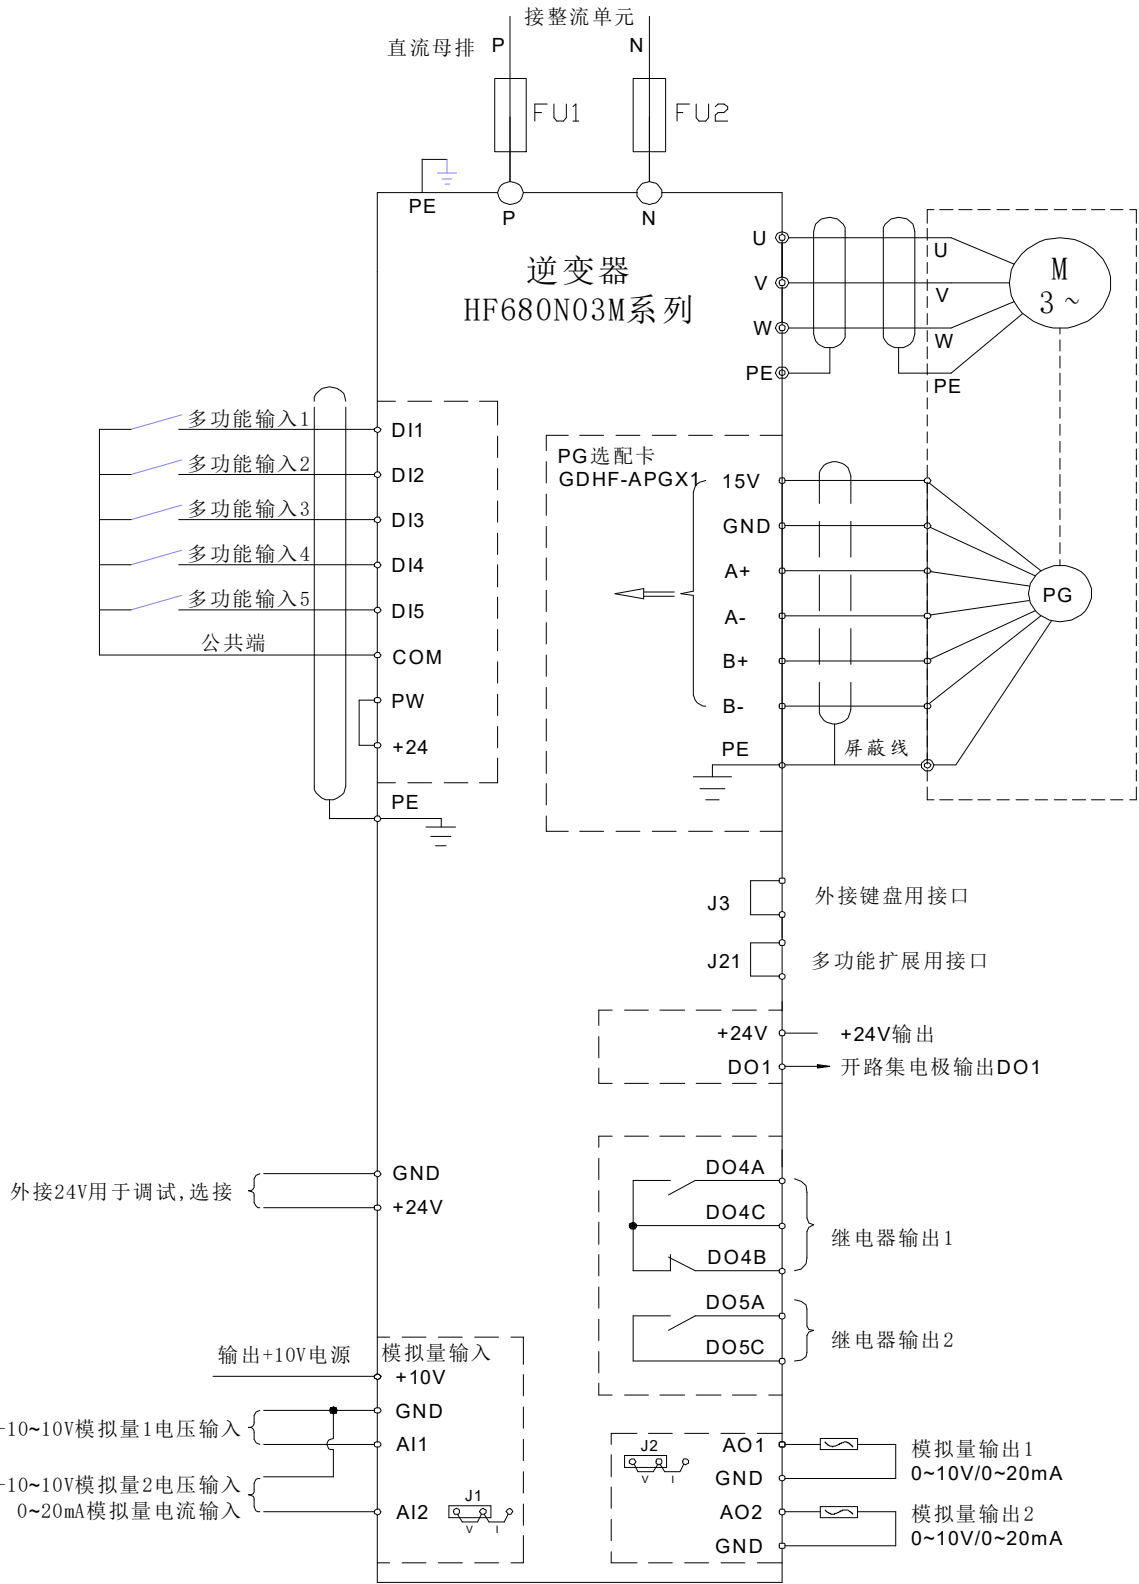 接整流单元
直流母排 P N
FU1 FU2
PE
P N
逆变器
HF680N03M系列
U
V
W
PE
U
V
W
PE
M
3 ~
多功能输入1 DI1
多功能输入2 DI2
多功能输入3 DI3
多功能输入4 DI4
多功能输入5 DI5
公共端 COM
PW
+24
PE
PG选配卡
GDHF-APGX1
15V
GND
A+
A-
B+
B-
PE
屏蔽线
PG
J3 外接键盘用接口
J21 多功能扩展用接口
+24V +24V输出
DO1 开路集电极输出DO1
外接24V用于调试,选接
GND
+24V
DO4A
DO4C
DO4B
继电器输出1
DO5A
DO5C
继电器输出2
输出+10V电源
模拟量输入
+10V
GND
-10~10V模拟量1电压输入
AI1
-10~10V模拟量2电压输入
0~20mA模拟量电流输入
AI2
J1
V I
J2
V I
AO1
GND
模拟量输出1
0~10V/0~20mA
AO2
GND
模拟量输出2
0~10V/0~20mA